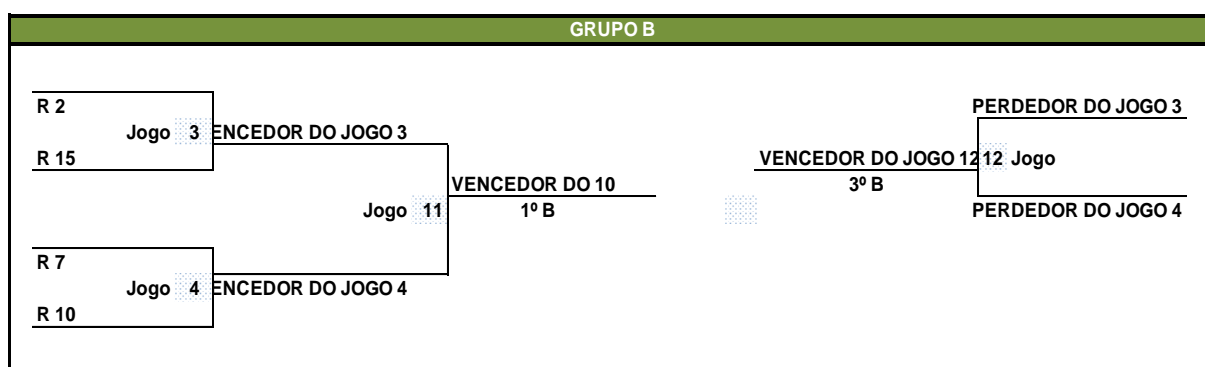 GRUPO B
R 2
PERDEDOR DO JOGO 3
Jogo 3 ENCEDOR DO JOGO 3
R 15
VENCEDOR DO JOGO 12 12 Jogo
VENCEDOR DO 10
3º B
Jogo 11
1º B
PERDEDOR DO JOGO 4
R 7
Jogo 4 ENCEDOR DO JOGO 4
R 10